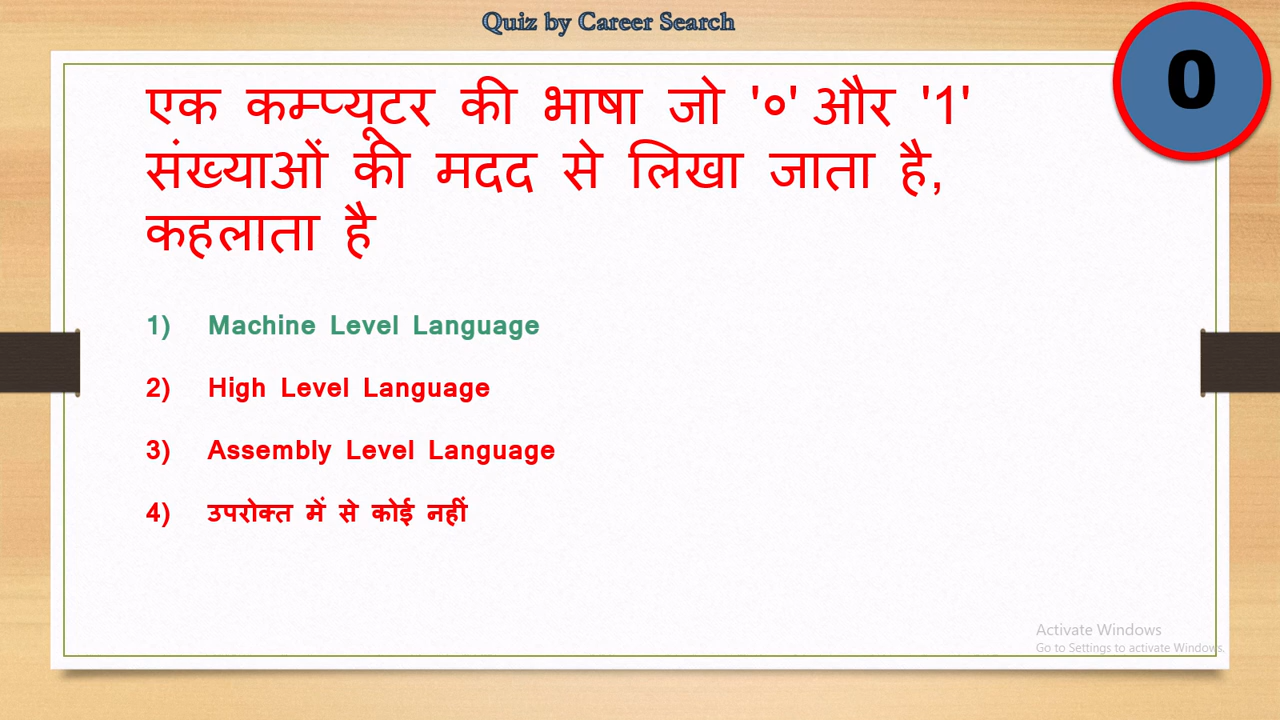 Quiz by Career Search
0
एक कम्प्यूटर की भाषा जो '०' और '1'
संख्याओं की मदद से लिखा जाता है,
कहलाता है
1) Machine Level Language
2) High Level Language
3) Assembly Level Language
4) उपरोक्त में से कोई नहीं
Activate Windows
Go to Settings to activate Windows.